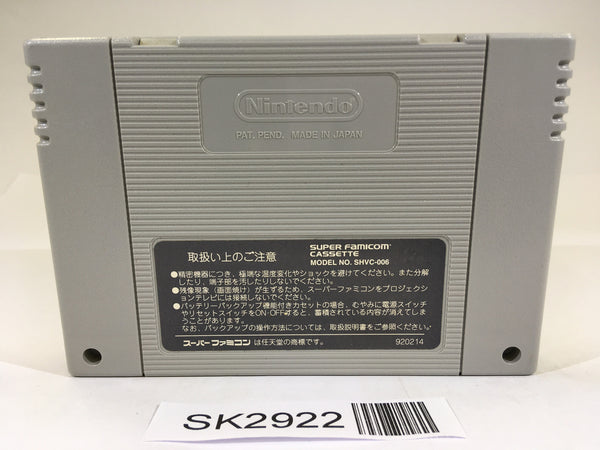 Nintendo
PAT. PEND. MADE IN JAPAN
取扱い上のご注意
SUPER FAMICOM
CASSETTE
MODEL NO. SHVC-006
●精密機器につき、極端な温度変化やショックを避けてください。また分解
したり、端子部を汚したりしないでください。
●残像現象（画面焼け）が生ずるため、スーパーファミコンをプロジェクシ
ョンテレビには接続しないでください。
●バッテリーバックアップ機能付きカセットの場合、むやみに電源スイッチ
やリセットスイッチをON-OFFすると、蓄積されている内容が消えてしま
うことがあります。
なお、バックアップの操作方法については、取扱説明書をご参照ください。
スーパーファミコン は任天堂の商標です。 920214
SK2922